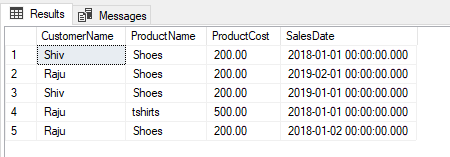 Results Messages
CustomerName ProductName ProductCost SalesDate
1 Shiv Shoes 200.00 2018-01-01 00:00:00.000
2 Raju Shoes 200.00 2019-02-01 00:00:00.000
3 Shiv Shoes 200.00 2019-01-01 00:00:00.000
4 Raju tshirts 500.00 2018-01-01 00:00:00.000
5 Raju Shoes 200.00 2018-01-02 00:00:00.000